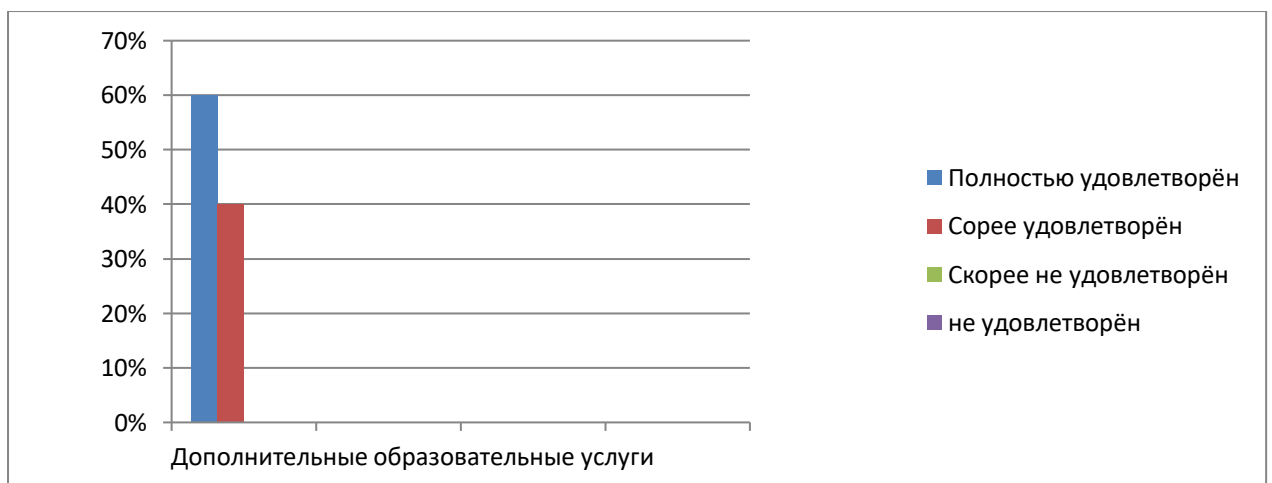 70%
60%
50%
40%
30%
20%
10%
0%
Дополнительные образовательные услуги
Полностью удовлетворён
Сорее удовлетворён
Скорее не удовлетворён
не удовлетворён